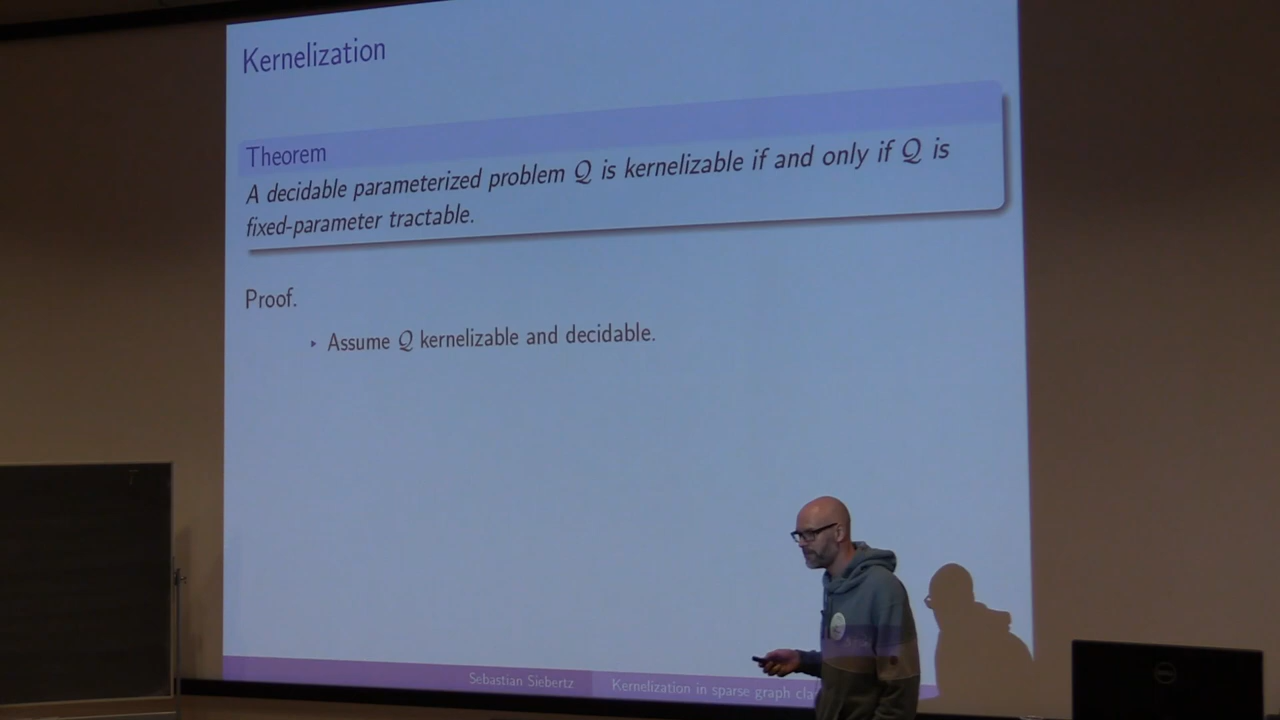 Kernelization
Theorem
A decidable parameterized problem Q is kernelizable if and only if Q is
fixed-parameter tractable.
Proof.
‣ Assume Q kernelizable and decidable.
Sebastian Siebertz
Kernelization in sparse graph